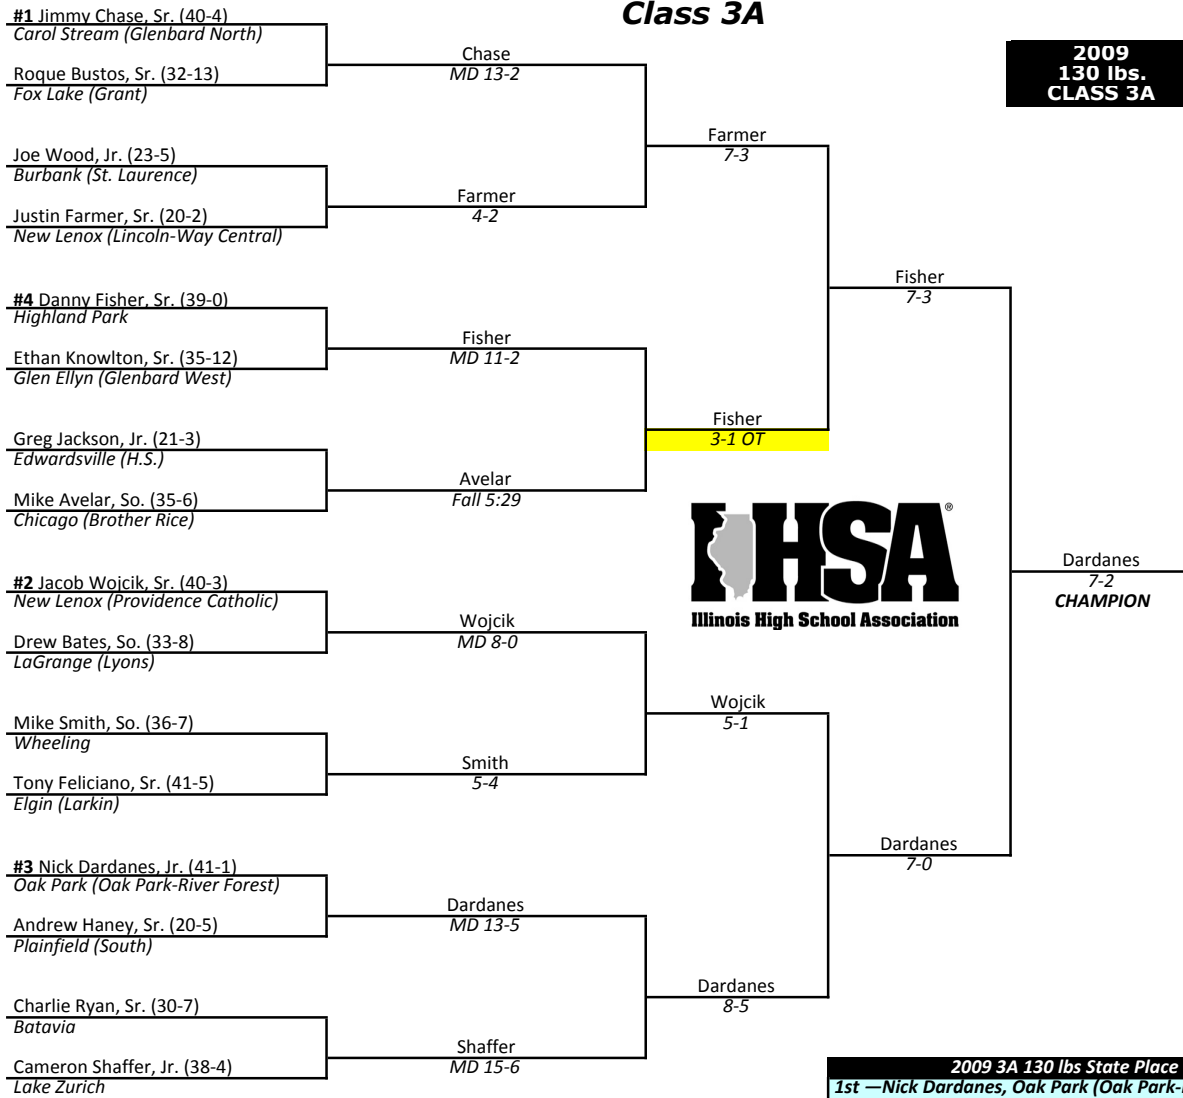 Class 3A
2009
130 lbs.
CLASS 3A
#1 Jimmy Chase, Sr. (40-4)
Carol Stream (Glenbard North)
Chase
MD 13-2
Roque Bustos, Sr. (32-13)
Fox Lake (Grant)
Farmer
7-3
Joe Wood, Jr. (23-5)
Burbank (St. Laurence)
Farmer
4-2
Justin Farmer, Sr. (20-2)
New Lenox (Lincoln-Way Central)
Fisher
7-3
#4 Danny Fisher, Sr. (39-0)
Highland Park
Fisher
MD 11-2
Ethan Knowlton, Sr. (35-12)
Glen Ellyn (Glenbard West)
Fisher
3-1 OT
Greg Jackson, Jr. (21-3)
Edwardsville (H.S.)
Avelar
Fall 5:29
Mike Avelar, So. (35-6)
Chicago (Brother Rice)
IHSA®
Illinois High School Association
Dardanes
7-2
CHAMPION
#2 Jacob Wojcik, Sr. (40-3)
New Lenox (Providence Catholic)
Wojcik
MD 8-0
Drew Bates, So. (33-8)
LaGrange (Lyons)
Wojcik
5-1
Mike Smith, So. (36-7)
Wheeling
Smith
5-4
Tony Feliciano, Sr. (41-5)
Elgin (Larkin)
Dardanes
7-0
#3 Nick Dardanes, Jr. (41-1)
Oak Park (Oak Park-River Forest)
Dardanes
MD 13-5
Andrew Haney, Sr. (20-5)
Plainfield (South)
Dardanes
8-5
Charlie Ryan, Sr. (30-7)
Batavia
Shaffer
MD 15-6
Cameron Shaffer, Jr. (38-4)
Lake Zurich
2009 3A 130 lbs State Place
1st —Nick Dardanes, Oak Park (Oak Park-